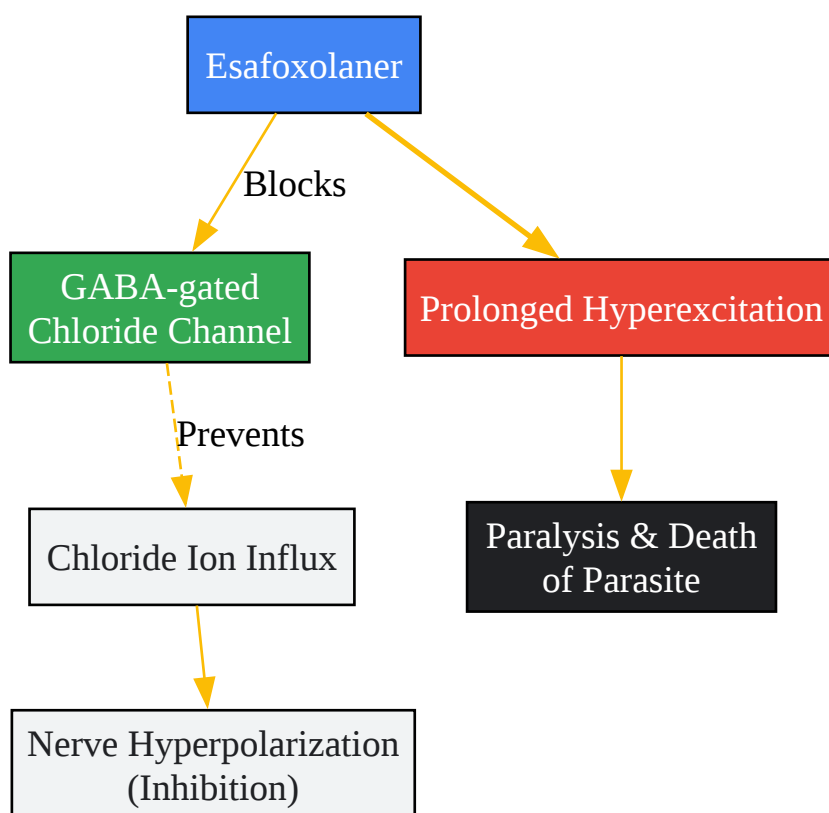 Esafoxolaner
Blocks
GABA-gated
Chloride Channel
Prolonged Hyperexcitation
Prevents
Chloride Ion Influx
Paralysis & Death
of Parasite
Nerve Hyperpolarization
(Inhibition)